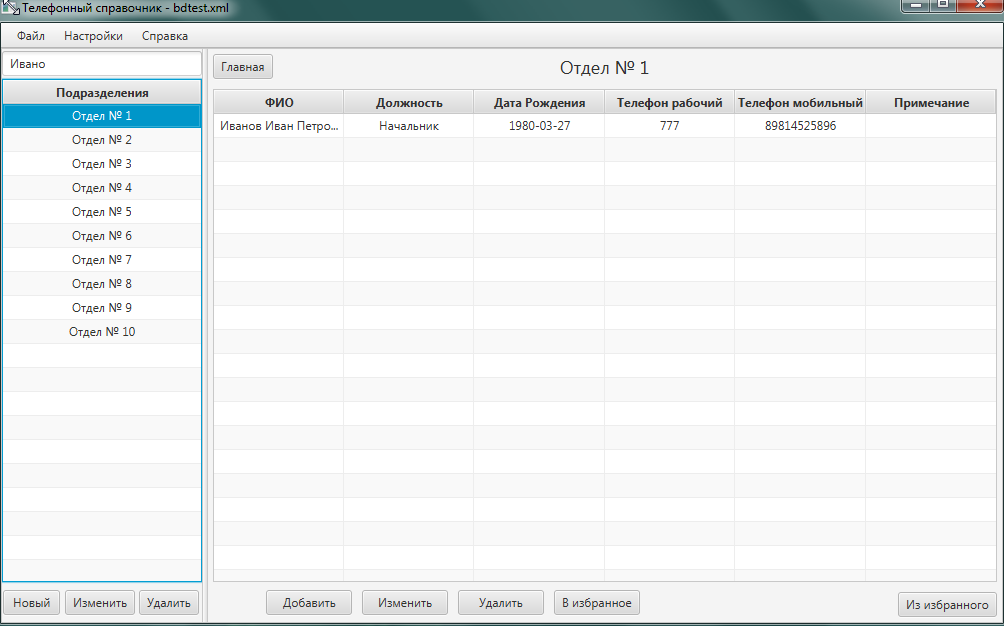 Телефонный справочник - bdtest.xml
Файл Настройки Справка
Ивано
Подразделения
Отдел № 1
Отдел № 2
Отдел № 3
Отдел № 4
Отдел № 5
Отдел № 6
Отдел № 7
Отдел № 8
Отдел № 9
Отдел № 10
Новый Изменить Удалить
Главная
Отдел № 1
ФИО Должность Дата Рождения Телефон рабочий Телефон мобильный Примечание
Иванов Иван Петро... Начальник 1980-03-27 777 89814525896
Добавить Изменить Удалить В избранное Из избранного